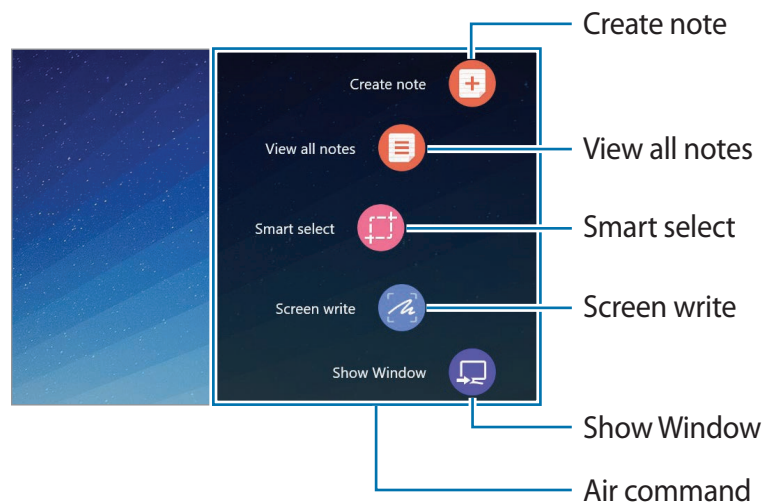 Create note
Create note
View all notes
View all notes
Smart select
Smart select
Screen write
Screen write
Show Window
Show Window
Air command